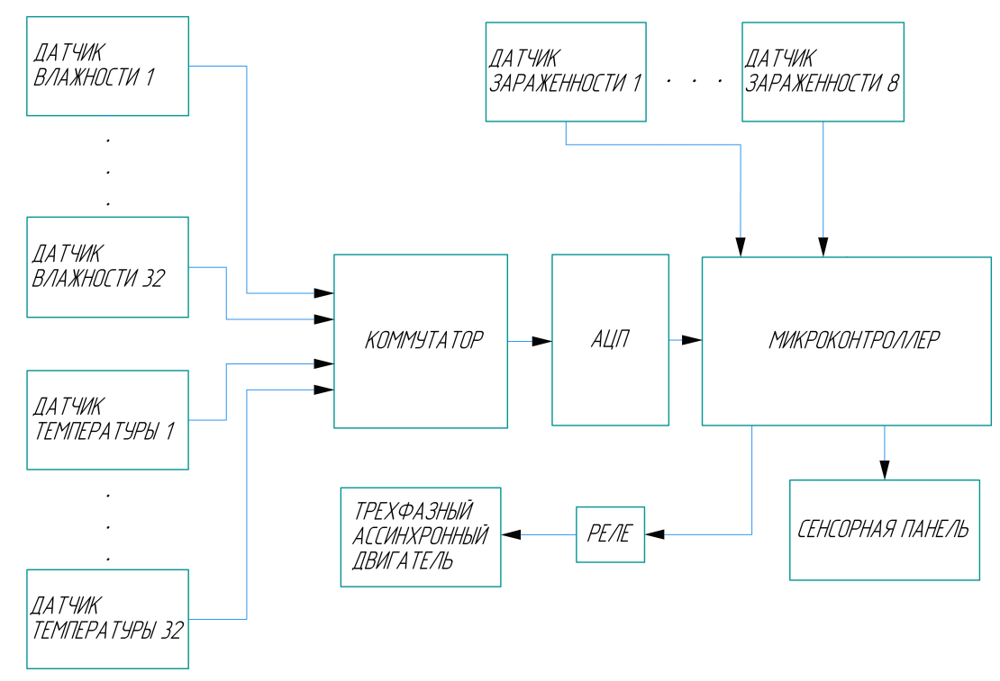 ДАТЧИК
ВЛАЖНОСТИ 1
ДАТЧИК
ЗАРАЖЕННОСТИ 1
. . .
ДАТЧИК
ЗАРАЖЕННОСТИ 8
.
.
.
ДАТЧИК
ВЛАЖНОСТИ 32
КОММУТАТОР
АЦП
МИКРОКОНТРОЛЛЕР
ДАТЧИК
ТЕМПЕРАТУРЫ 1
.
.
.
ДАТЧИК
ТЕМПЕРАТУРЫ 32
ТРЕХФАЗНЫЙ
АССИНХРОННЫЙ
ДВИГАТЕЛЬ
РЕЛЕ
СЕНСОРНАЯ ПАНЕЛЬ